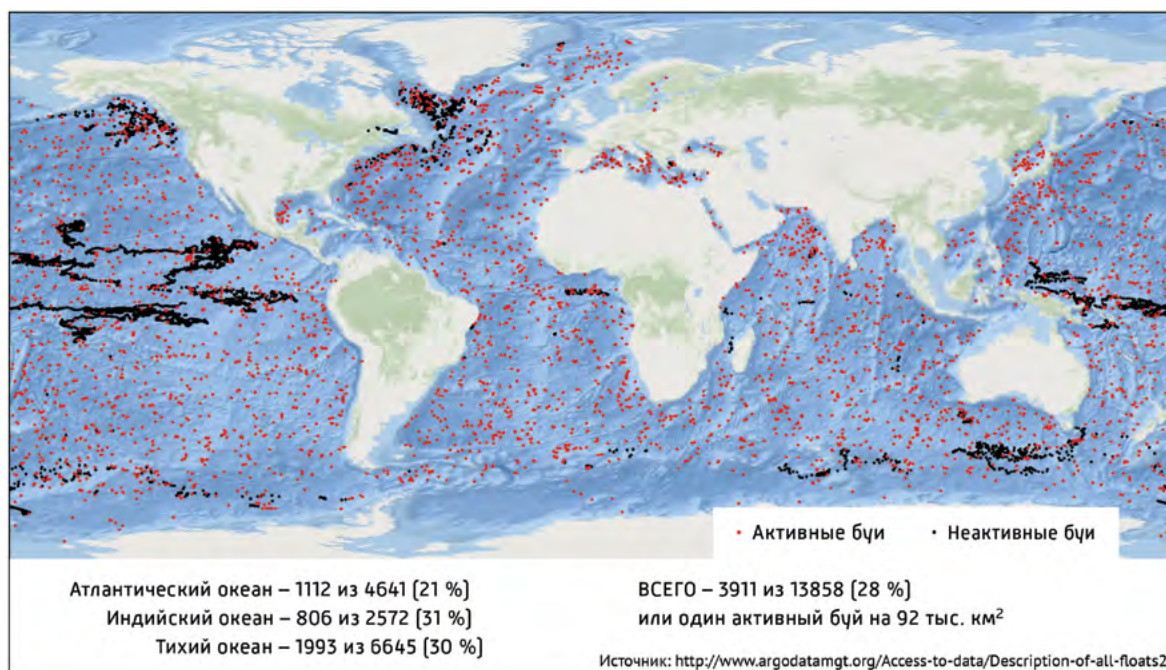 • Активные буи • Неактивные буи
Атлантический океан – 1112 из 4641 (21 %)
Индийский океан – 806 из 2572 (31 %)
Тихий океан – 1993 из 6645 (30 %)
ВСЕГО – 3911 из 13858 (28 %)
или один активный буй на 92 тыс. км²
Источник: http://www.argodatamgt.org/Access-to-data/Description-of-all-floats2